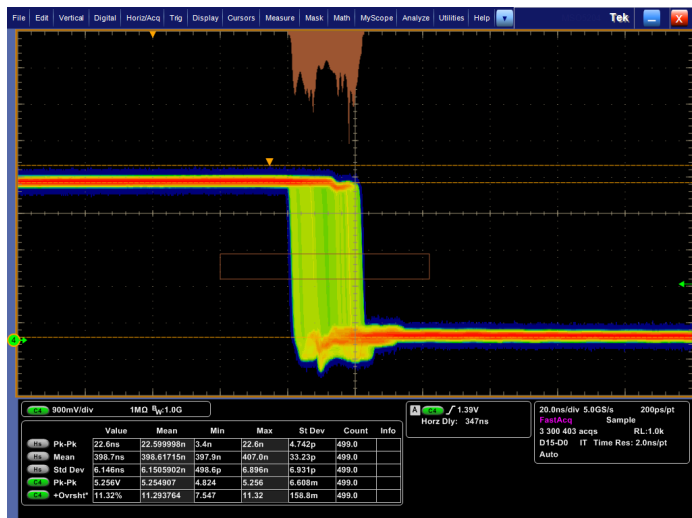 File Edit Vertical Digital Horiz/Acq Trig Display Cursors Measure Mask Math MyScope Analyze Utilities Help Tek X
4
C4 900mV/div 1MΩ BW:1.0G
A C4 1.39V
Horz Dly: 347ns
20.0ns/div 5.0GS/s 200ps/pt
FastAcq Sample
3 300 403 acqs RL:1.0k
D15-D0 IT Time Res: 2.0ns/pt
Auto
Value Mean Min Max St Dev Count Info
Hs Pk-Pk 22.6ns 22.599998n 3.4n 22.6n 4.742p 499.0
Hs Mean 398.7ns 398.61715n 397.9n 407.0n 33.23p 499.0
Hs Std Dev 6.146ns 6.1505902n 498.6p 6.896n 6.931p 499.0
C4 Pk-Pk 5.256V 5.254907 4.824 5.256 6.608m 499.0
C4 +Ovrsht* 11.32% 11.293764 7.547 11.32 158.8m 499.0